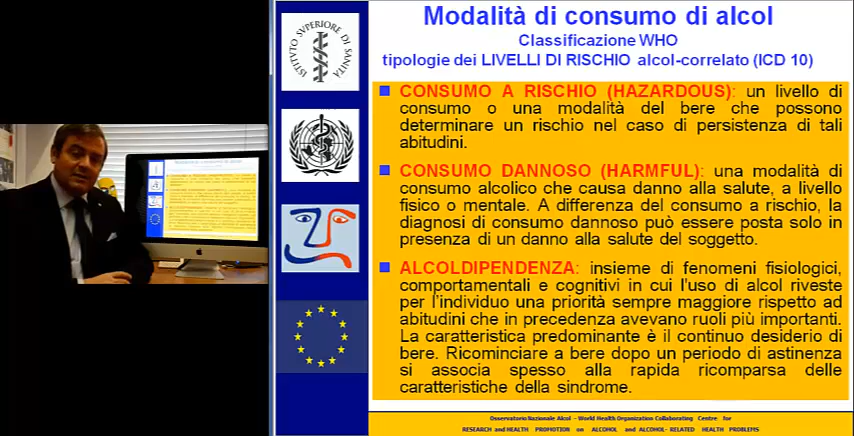 Modalità di consumo di alcol
Classificazione WHO
tipologie dei LIVELLI DI RISCHIO alcol-correlato (ICD 10)
ISTITVTO SVPERIORE DI SANITA
CONSUMO A RISCHIO (HAZARDOUS): un livello di
consumo o una modalità del bere che possono
determinare un rischio nel caso di persistenza di tali
abitudini.
CONSUMO DANNOSO (HARMFUL): una modalità di
consumo alcolico che causa danno alla salute, a livello
fisico o mentale. A differenza del consumo a rischio, la
diagnosi di consumo dannoso può essere posta solo in
presenza di un danno alla salute del soggetto.
ALCOLDIPENDENZA: insieme di fenomeni fisiologici,
comportamentali e cognitivi in cui l'uso di alcol riveste
per l'individuo una priorità sempre maggiore rispetto ad
abitudini che in precedenza avevano ruoli più importanti.
La caratteristica predominante è il continuo desiderio di
bere. Ricominciare a bere dopo un periodo di astinenza
si associa spesso alla rapida ricomparsa delle
caratteristiche della sindrome.
Osservatorio Nazionale Alcol - World Health Organization Collaborating Centre for
RESEARCH and HEALTH PROMOTION on ALCOHOL and ALCOHOL- RELATED HEALTH PROBLEMS